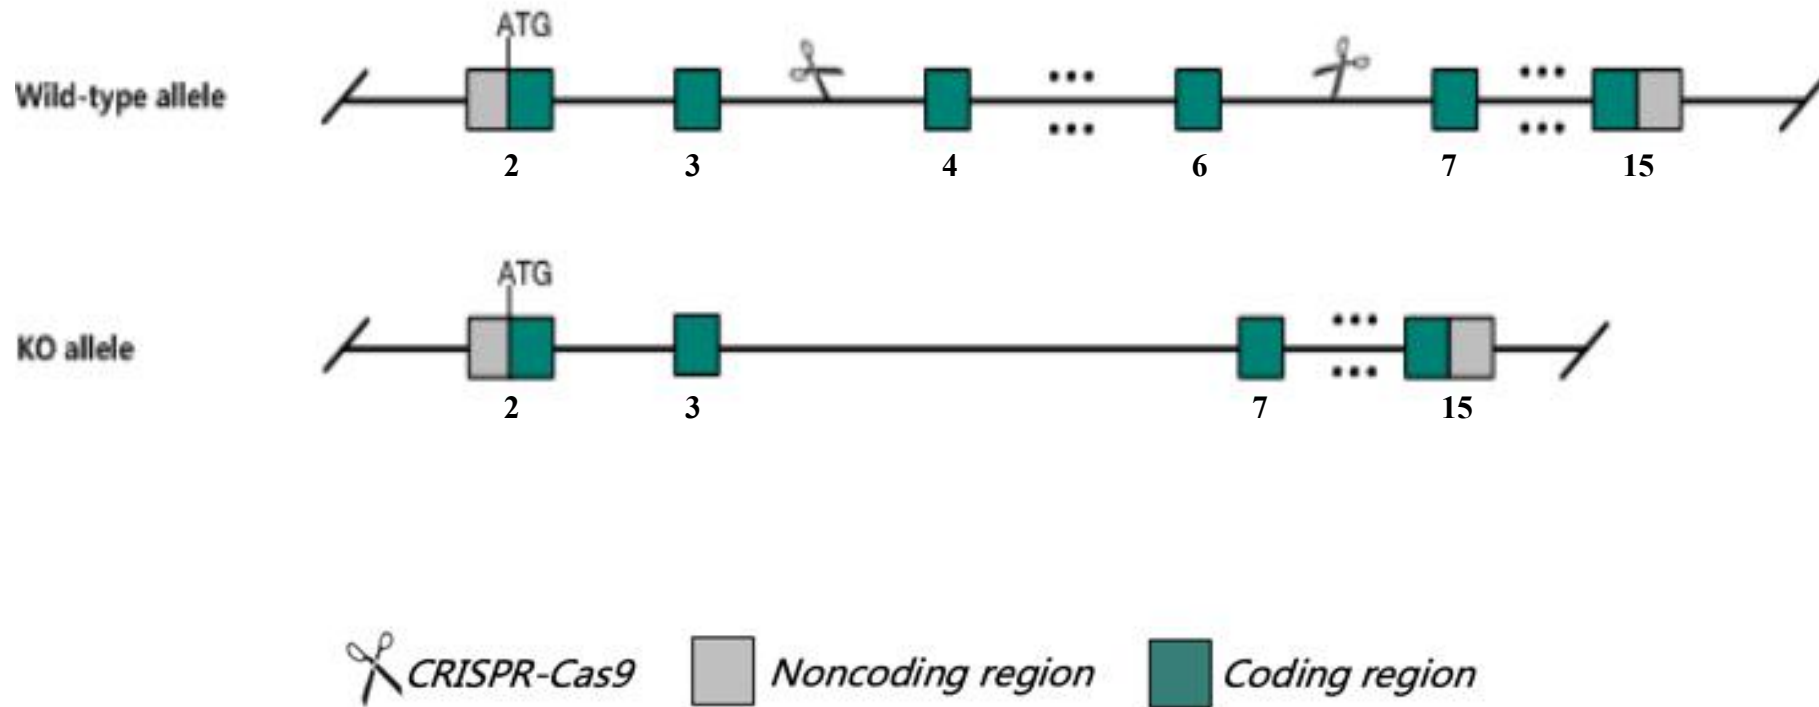 ATG
Wild-type allele
2 3 4 6 7 15
ATG
KO allele
2 3 7 15
CRISPR-Cas9 Noncoding region Coding region